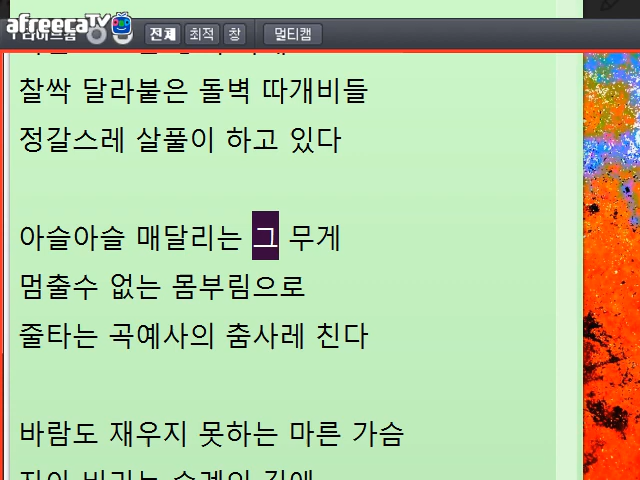 afreecaTV
전체 최적 창 멀티캠
찰싹 달라붙은 돌벽 따개비들
정갈스레 살풀이 하고 있다
아슬아슬 매달리는 그 무게
멈출수 없는 몸부림으로
줄타는 곡예사의 춤사레 친다
바람도 재우지 못하는 마른 가슴